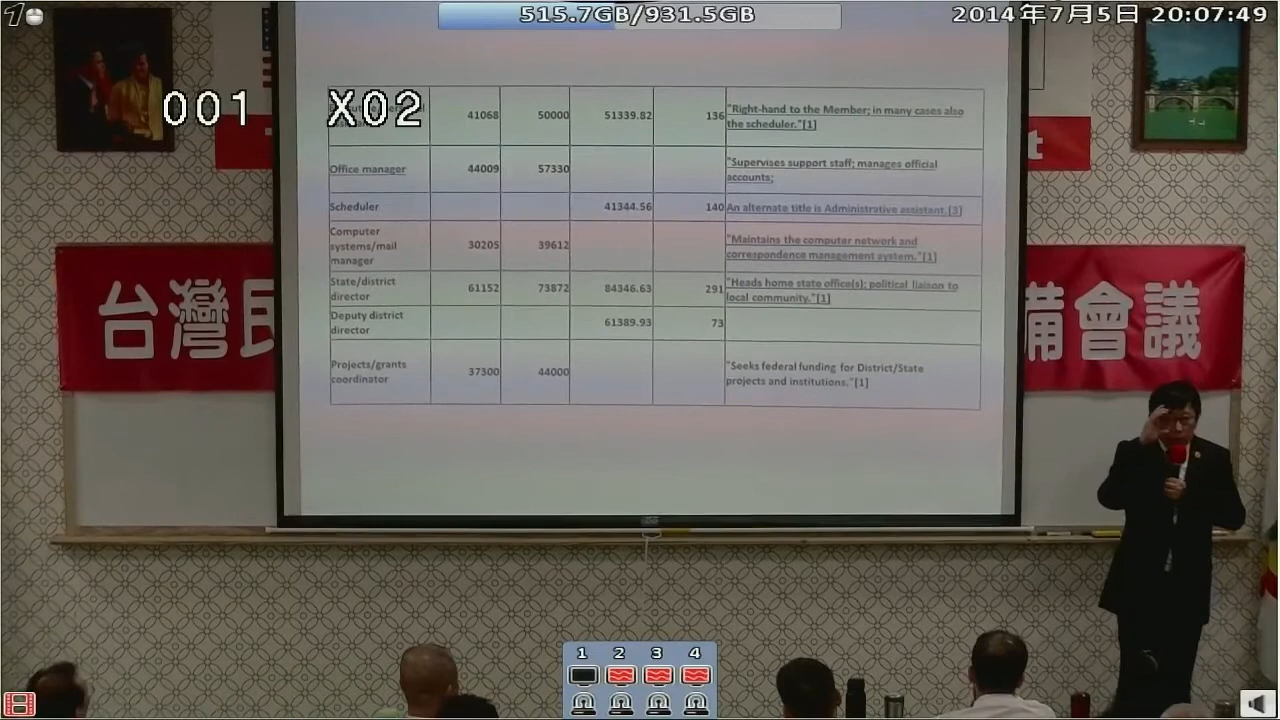 515.7GB/931.5GB
2014年7月5日 20:07:49
001 X02
41068 50000 51339.82 136 "Right-hand to the Member; in many cases also
the scheduler."[1]
Office manager 44009 57330 "Supervises support staff; manages official
accounts;
Scheduler 41344.56 140 An alternate title is Administrative assistant.[3]
Computer
systems/mail
manager 30205 39612 "Maintains the computer network and
correspondence management system."[1]
State/district
director 61152 73872 84346.63 291 "Heads home state office(s); political liaison to
local community."[1]
Deputy district
director 61389.93 73
Projects/grants
coordinator 37300 44000 "Seeks federal funding for District/State
projects and institutions."[1]
台灣民
備會議
1 2 3 4